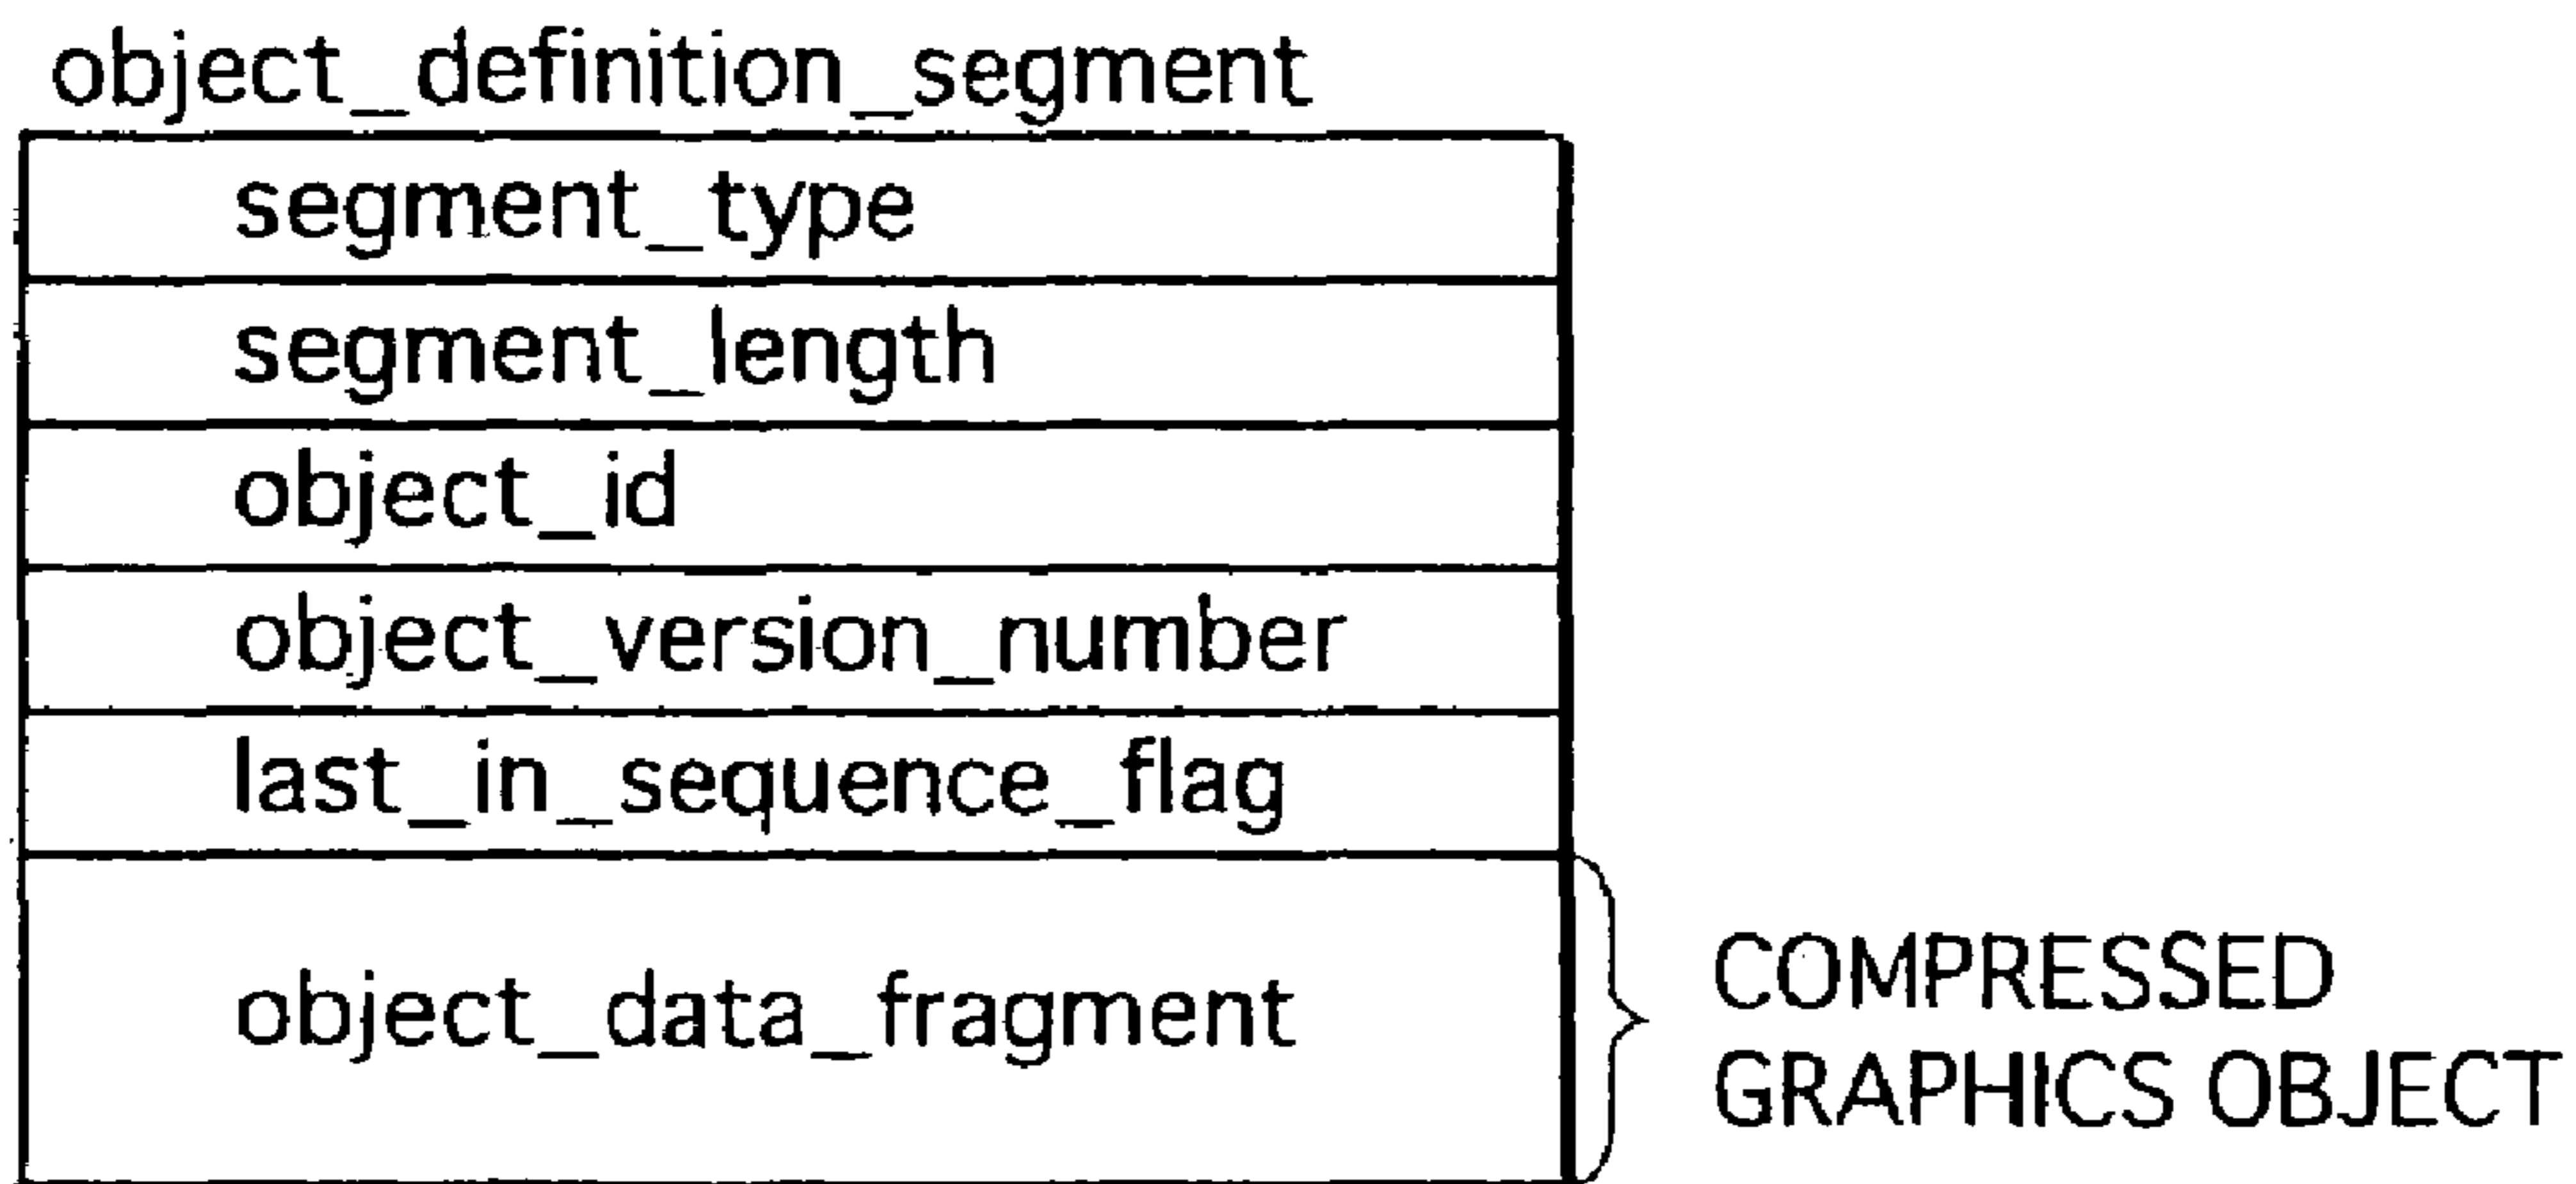 object_definition_segment
segment_type
segment_length
object_id
object_version_number
last_in_sequence_flag
object_data_fragment
COMPRESSED
GRAPHICS OBJECT